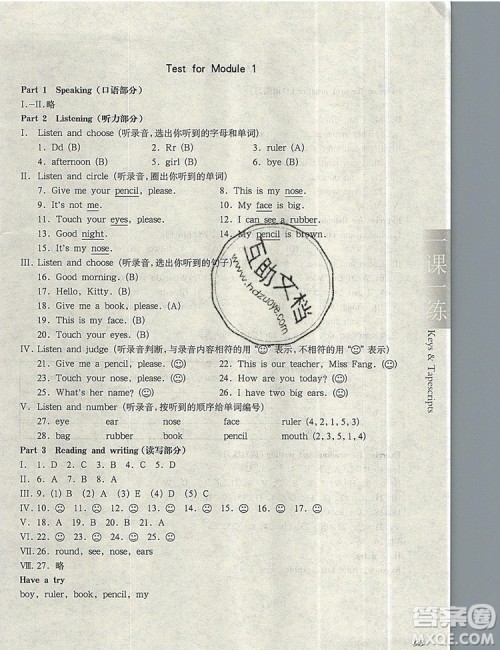 Test for Module 1
Part 1 Speaking (口语部分)
I.–II. 略
Part 2 Listening (听力部分)
I. Listen and choose (听录音,选出你听到的字母和单词)
1. Dd (B) 2. Rr (B) 3. ruler (A)
4. afternoon (B) 5. girl (B) 6. bye (B)
II. Listen and circle (听录音,圈出你听到的单词)
7. Give me your pencil, please. 8. This is my nose.
9. It's not me. 10. My face is big.
11. Touch your eyes, please. 12. I can see a rubber.
13. Good night. 14. My pencil is brown.
15. It's my nose.
III. Listen and choose (听录音,选出你听到的句子)
16. Good morning. (B)
17. Hello, Kitty. (B)
18. Give me a book, please. (B)
19. This is my face. (B)
20. Touch your eyes. (B)
IV. Listen and judge (听录音判断,与录音内容相符的用“☺”表示,不相符的用“☹”表示)
21. Give me a pencil, please. 22. This is our teacher, Miss Fang.
23. Touch your nose, please. 24. How are you today?
25. What's her name? 26. I have two big ears.
V. Listen and number (听录音,按听到的顺序给单词编号)
27. eye ear nose face ruler (4,2,1,5,3)
28. bag rubber book pencil mouth (2,3,4,5,1)
Part 3 Reading and writing (读写部分)
I. 1. D 2. B 3. C 4. A 5. D 6. D 7. D
II. 8. B A C D
III. 9. (1) B (2) A (3) E (4) D (5) C
IV. 10. 11. 12. 13. 14. 15. 16. 17.
V. 18. A 19. C 20. A 21. B
VI. 22. 23. 24. 25.
VII. 26. round, see, nose, ears
VIII. 27. 略
Have a try
boy, ruler, book, pencil, my
一课一练
Keys & Tapescripts
互助文档
www.hdzuoye.com
答案圈
MXQE.COM